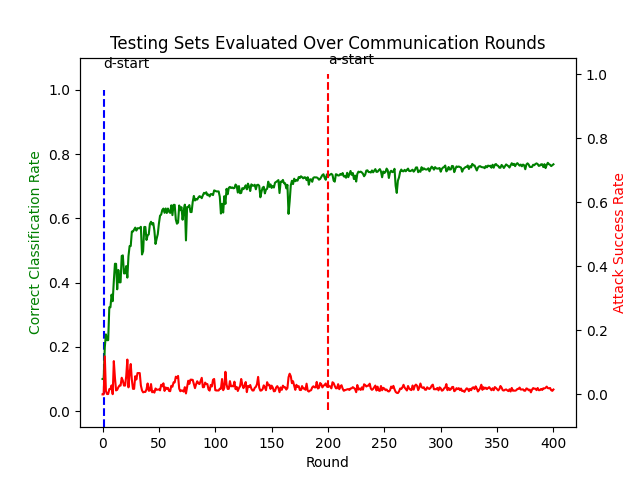 Testing Sets Evaluated Over Communication Rounds
d-start
a-start
1.0
0.8
0.6
0.4
0.2
0.0
Correct Classification Rate
1.0
0.8
0.6
0.4
0.2
0.0
Attack Success Rate
0 50 100 150 200 250 300 350 400
Round